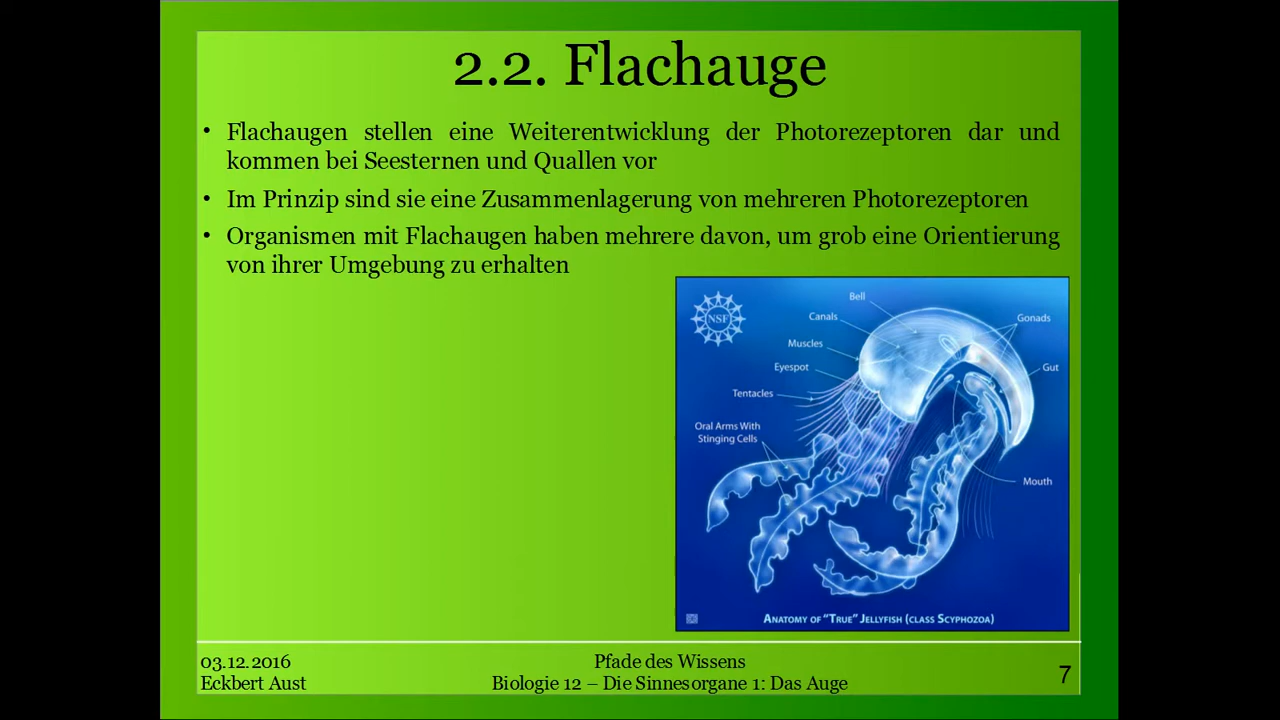 2.2. Flachauge
• Flachaugen stellen eine Weiterentwicklung der Photorezeptoren dar und
kommen bei Seesternen und Quallen vor
• Im Prinzip sind sie eine Zusammenlagerung von mehreren Photorezeptoren
• Organismen mit Flachaugen haben mehrere davon, um grob eine Orientierung
von ihrer Umgebung zu erhalten
NSF
Bell
Canals
Gonads
Muscles
Eyespot
Gut
Tentacles
Oral Arms With
Stinging Cells
Mouth
ANATOMY OF "TRUE" JELLYFISH (CLASS SCYPHOZOA)
03.12.2016
Eckbert Aust
Pfade des Wissens
Biologie 12 – Die Sinnesorgane 1: Das Auge
7